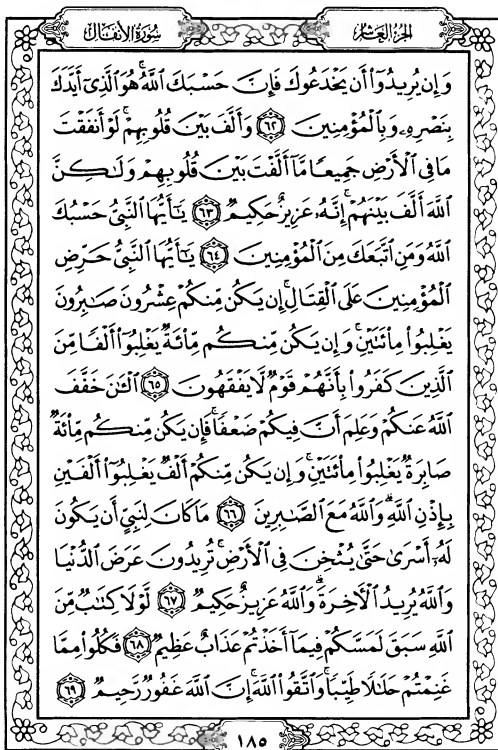 الجزء العاشر
سورة الأنفال
وَإِن يُرِيدُوٓا۟ أَن يَخْدَعُوكَ فَإِنَّ حَسْبَكَ ٱللَّهُ ۚ هُوَ ٱلَّذِىٓ أَيَّدَكَ
بِنَصْرِهِۦ وَبِٱلْمُؤْمِنِينَ ٦٢ وَأَلَّفَ بَيْنَ قُلُوبِهِمْ ۚ لَوْ أَنفَقْتَ
مَا فِى ٱلْأَرْضِ جَمِيعًا مَّآ أَلَّفْتَ بَيْنَ قُلُوبِهِمْ وَلَٰكِنَّ
ٱللَّهَ أَلَّفَ بَيْنَهُمْ ۚ إِنَّهُۥ عَزِيزٌ حَكِيمٌ ٦٣ يَٰٓأَيُّهَا ٱلنَّبِىُّ حَسْبُكَ
ٱللَّهُ وَمَنِ ٱتَّبَعَكَ مِنَ ٱلْمُؤْمِنِينَ ٦٤ يَٰٓأَيُّهَا ٱلنَّبِىُّ حَرِّضِ
ٱلْمُؤْمِنِينَ عَلَى ٱلْقِتَالِ ۚ إِن يَكُن مِّنكُمْ عِشْرُونَ صَٰبِرُونَ
يَغْلِبُوا۟ مِا۟ئَتَيْنِ ۚ وَإِن يَكُن مِّنكُم مِّا۟ئَةٌ يَغْلِبُوٓا۟ أَلْفًا مِّنَ
ٱلَّذِينَ كَفَرُوا۟ بِأَنَّهُمْ قَوْمٌ لَّا يَفْقَهُونَ ٦٥ ٱلْـَٰٔنَ خَفَّفَ
ٱللَّهُ عَنكُمْ وَعَلِمَ أَنَّ فِيكُمْ ضَعْفًا ۚ فَإِن يَكُن مِّنكُم مِّا۟ئَةٌ
صَابِرَةٌ يَغْلِبُوا۟ مِا۟ئَتَيْنِ ۚ وَإِن يَكُن مِّنكُمْ أَلْفٌ يَغْلِبُوٓا۟ أَلْفَيْنِ
بِإِذْنِ ٱللَّهِ ۗ وَٱللَّهُ مَعَ ٱلصَّٰبِرِينَ ٦٦ مَا كَانَ لِنَبِىٍّ أَن يَكُونَ
لَهُۥٓ أَسْرَىٰ حَتَّىٰ يُثْخِنَ فِى ٱلْأَرْضِ ۚ تُرِيدُونَ عَرَضَ ٱلدُّنْيَا
وَٱللَّهُ يُرِيدُ ٱلْـَٔاخِرَةَ ۗ وَٱللَّهُ عَزِيزٌ حَكِيمٌ ٦٧ لَّوْلَا كِتَٰبٌ مِّنَ
ٱللَّهِ سَبَقَ لَمَسَّكُمْ فِيمَآ أَخَذْتُمْ عَذَابٌ عَظِيمٌ ٦٨ فَكُلُوا۟ مِمَّا
غَنِمْتُمْ حَلَٰلًا طَيِّبًا ۚ وَٱتَّقُوا۟ ٱللَّهَ ۚ إِنَّ ٱللَّهَ غَفُورٌ رَّحِيمٌ ٦٩
١٨٥